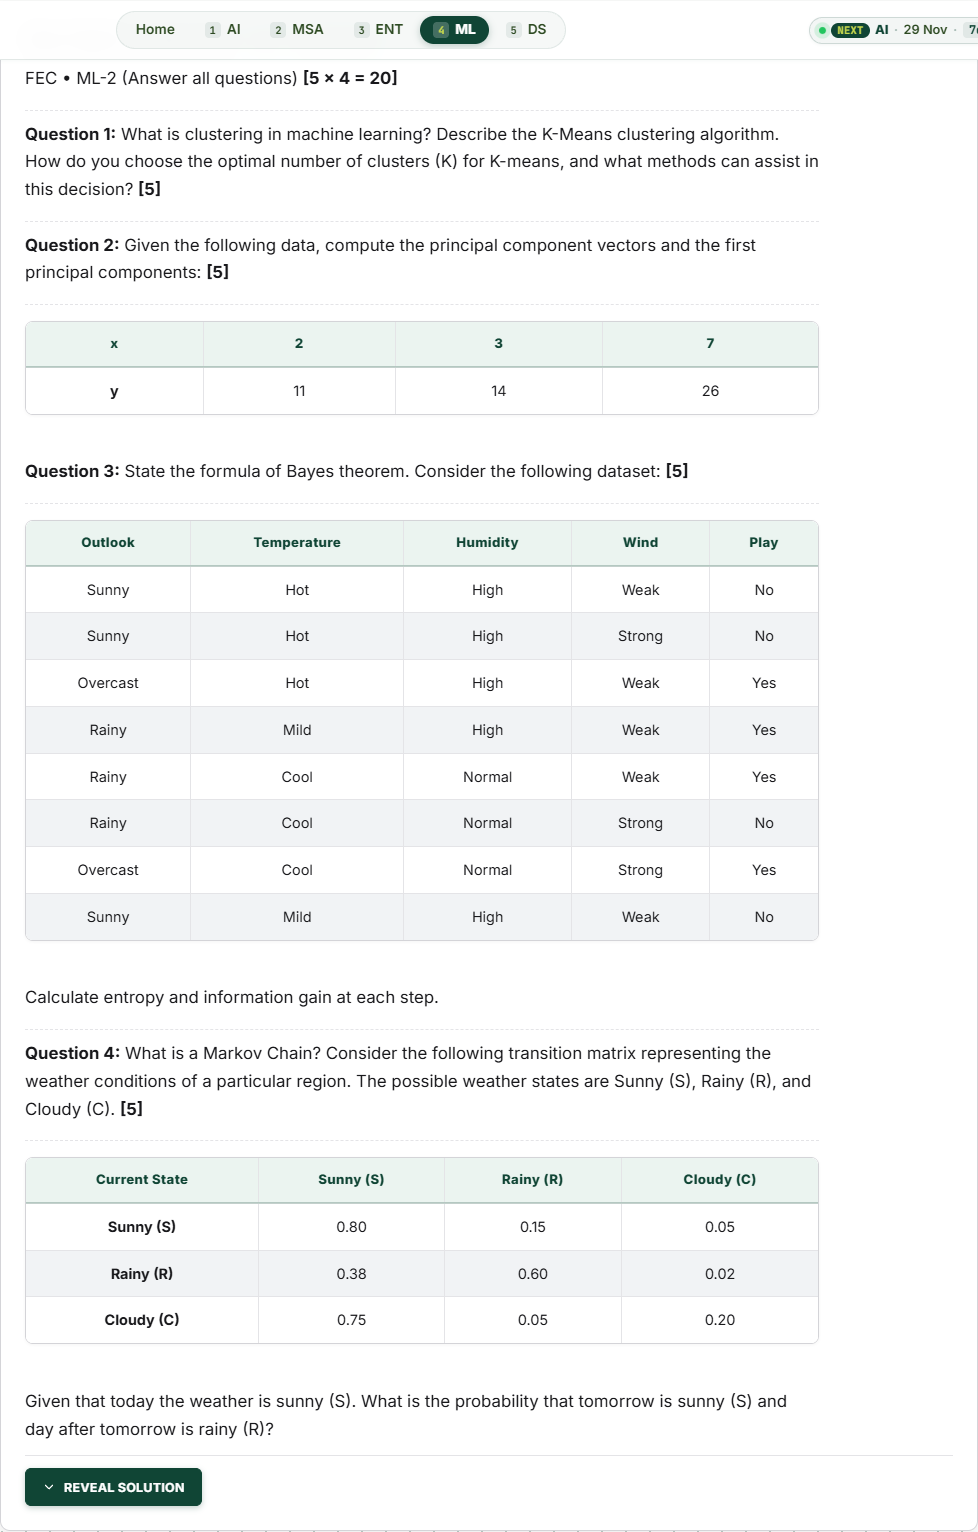 Home 1 AI 2 MSA 3 ENT 4 ML 5 DS NEXT AI · 29 Nov ·
FEC • ML-2 (Answer all questions) [5 × 4 = 20]
Question 1: What is clustering in machine learning? Describe the K-Means clustering algorithm.
How do you choose the optimal number of clusters (K) for K-means, and what methods can assist in
this decision? [5]
Question 2: Given the following data, compute the principal component vectors and the first
principal components: [5]
x 2 3 7
y 11 14 26
Question 3: State the formula of Bayes theorem. Consider the following dataset: [5]
Outlook Temperature Humidity Wind Play
Sunny Hot High Weak No
Sunny Hot High Strong No
Overcast Hot High Weak Yes
Rainy Mild High Weak Yes
Rainy Cool Normal Weak Yes
Rainy Cool Normal Strong No
Overcast Cool Normal Strong Yes
Sunny Mild High Weak No
Calculate entropy and information gain at each step.
Question 4: What is a Markov Chain? Consider the following transition matrix representing the
weather conditions of a particular region. The possible weather states are Sunny (S), Rainy (R), and
Cloudy (C). [5]
Current State Sunny (S) Rainy (R) Cloudy (C)
Sunny (S) 0.80 0.15 0.05
Rainy (R) 0.38 0.60 0.02
Cloudy (C) 0.75 0.05 0.20
Given that today the weather is sunny (S). What is the probability that tomorrow is sunny (S) and
day after tomorrow is rainy (R)?
REVEAL SOLUTION